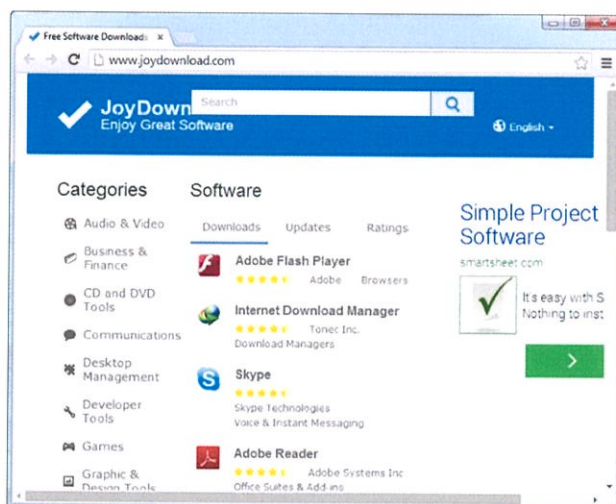 Free Software Downloads
www.joydownload.com
JoyDown
Search
Enjoy Great Software
English
Categories
Audio & Video
Business &
Finance
CD and DVD
Tools
Communications
Desktop
Management
Developer
Tools
Games
Graphic &
Design Tools
Software
Downloads Updates Ratings
Adobe Flash Player
Adobe Browsers
Internet Download Manager
Tonec Inc.
Download Managers
Skype
Skype Technologies
Voice & Instant Messaging
Adobe Reader
Adobe Systems Inc
Office Suites & Add-ins
Simple Project
Software
smartsheet.com
It's easy with S
Nothing to inst